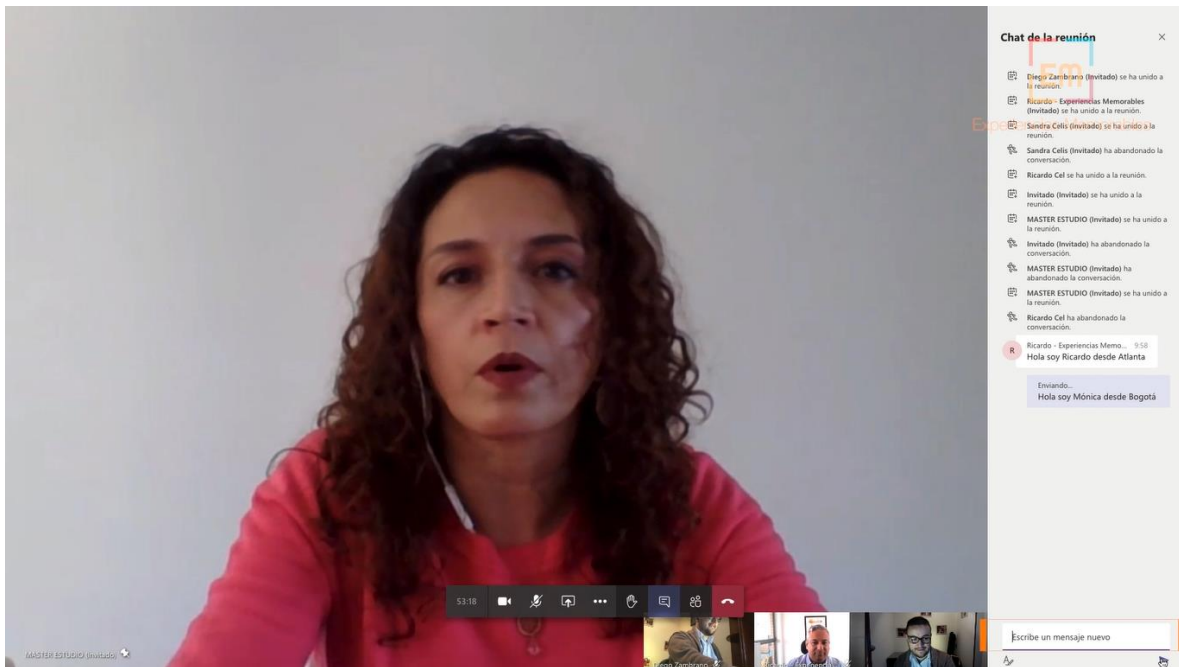 Chat de la reunión
EM
Diego Zambrano (Invitado) se ha unido a
la reunión.
Ricardo - Experiencias Memorables
(Invitado) se ha unido a la reunión.
Sandra Celis (Invitado) se ha unido a la
reunión.
Sandra Celis (Invitado) ha abandonado la
conversación.
Ricardo Cel se ha unido a la reunión.
Invitado (Invitado) se ha unido a la
reunión.
MASTER ESTUDIO (Invitado) se ha unido a
la reunión.
Invitado (Invitado) ha abandonado la
conversación.
MASTER ESTUDIO (Invitado) ha
abandonado la conversación.
MASTER ESTUDIO (Invitado) se ha unido a
la reunión.
Ricardo Cel ha abandonado la
conversación.
R
Ricardo - Experiencias Memo... 9:58
Hola soy Ricardo desde Atlanta
Enviando...
Hola soy Mónica desde Bogotá
53:18
Escribe un mensaje nuevo
MASTER ESTUDIO (Invitado)
Diego Zambrano